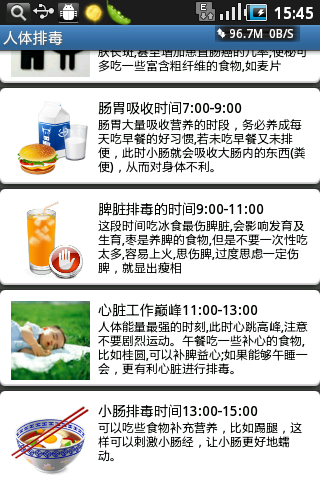 15:45
人体排毒
96.7M 0B/S
肤长斑,甚至增加患直肠癌的几率,便秘可
多吃一些富含粗纤维的食物,如麦片
肠胃吸收时间7:00-9:00
肠胃大量吸收营养的时段，务必养成每
天吃早餐的好习惯,若未吃早餐又未排
便，此时小肠就会吸收大肠内的东西(粪
便)，从而对身体不利。
脾脏排毒的时间9:00-11:00
这段时间吃冰食最伤脾脏,会影响发育及
生育,枣是养脾的食物,但是不要一次性吃
太多,容易上火,思伤脾,过度思虑一定伤
脾，就显出瘦相
心脏工作巅峰11:00-13:00
人体能量最强的时刻,此时心跳高峰,注意
不要剧烈运动。午餐吃一些补心的食物,
比如桂圆,可以补脾益心;如果能够午睡一
会，更有利心脏进行排毒。
小肠排毒时间13:00-15:00
可以吃些食物补充营养，比如踢腿，这
样可以刺激小肠经，让小肠更好地蠕
动。